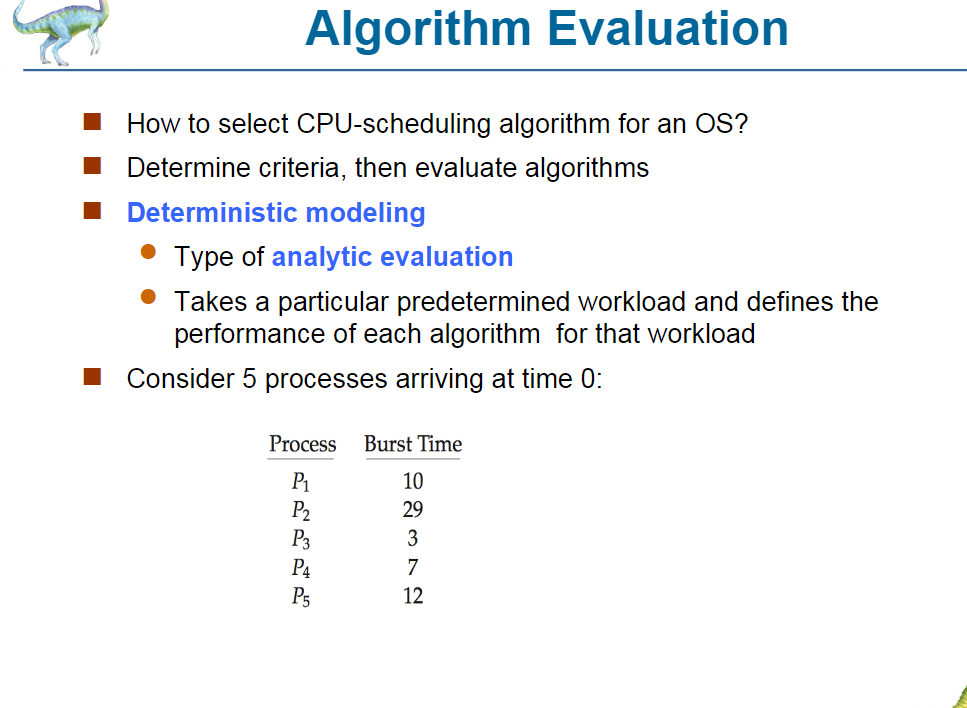 Algorithm Evaluation
How to select CPU-scheduling algorithm for an OS?
Determine criteria, then evaluate algorithms
Deterministic modeling
Type of analytic evaluation
Takes a particular predetermined workload and defines the
performance of each algorithm  for that workload
Consider 5 processes arriving at time 0:
Process Burst Time
P1 10
P2 29
P3 3
P4 7
P5 12